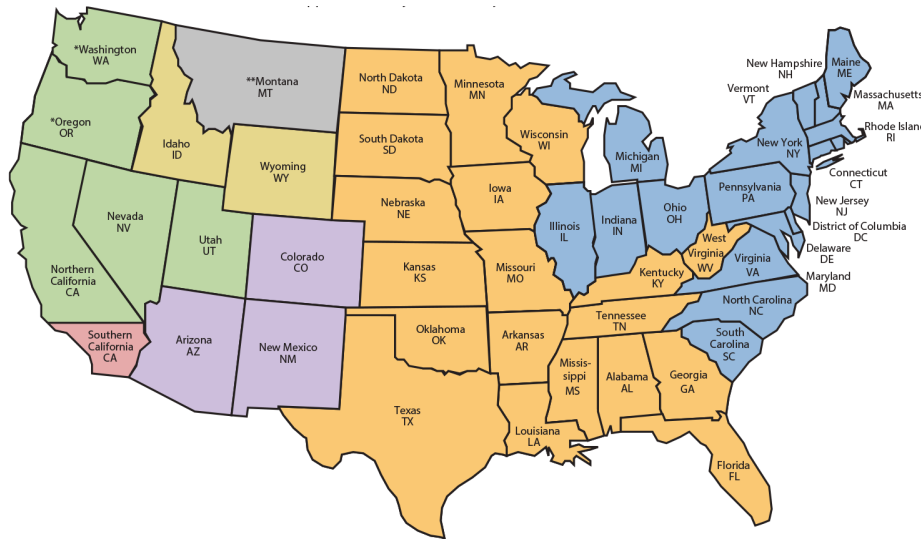 *Washington
WA
*Oregon
OR
Idaho
ID
**Montana
MT
Wyoming
WY
Nevada
NV
Utah
UT
Northern
California
CA
Southern
California
CA
Colorado
CO
Arizona
AZ
New Mexico
NM
North Dakota
ND
South Dakota
SD
Nebraska
NE
Kansas
KS
Oklahoma
OK
Texas
TX
Minnesota
MN
Iowa
IA
Missouri
MO
Arkansas
AR
Louisiana
LA
Wisconsin
WI
Illinois
IL
Indiana
IN
Michigan
MI
Ohio
OH
Kentucky
KY
Tennessee
TN
Missis-
sippi
MS
Alabama
AL
Georgia
GA
Florida
FL
South
Carolina
SC
North Carolina
NC
Virginia
VA
West
Virginia
WV
Pennsylvania
PA
New York
NY
Vermont
VT
New Hampshire
NH
Maine
ME
Massachusetts
MA
Rhode Island
RI
Connecticut
CT
New Jersey
NJ
District of Columbia
DC
Delaware
DE
Maryland
MD